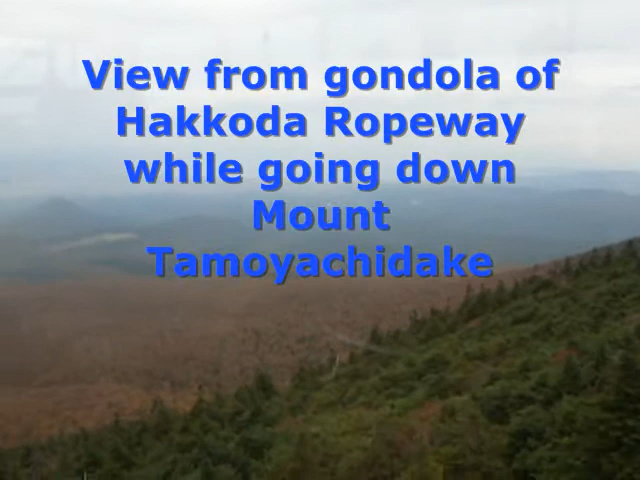 View from gondola of
Hakkoda Ropeway
while going down
Mount
Tamoyachidake